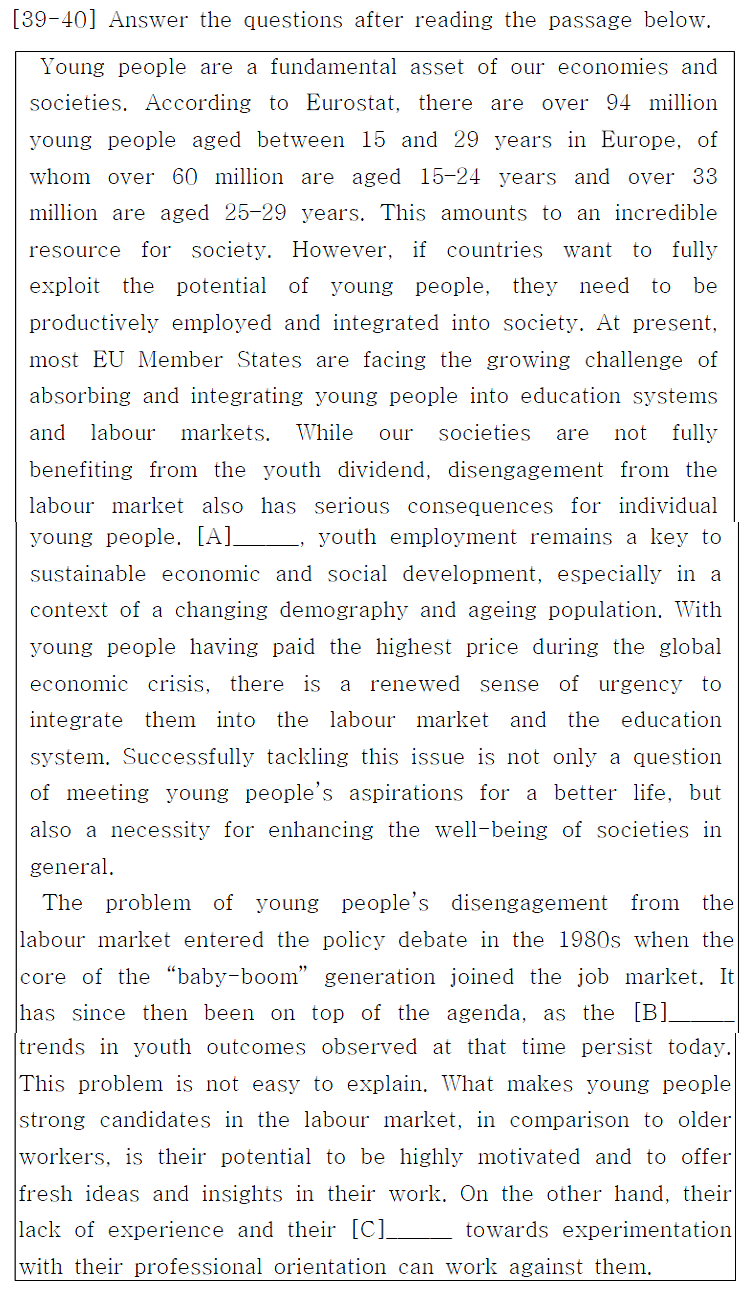 [39-40] Answer the questions after reading the passage below.
Young people are a fundamental asset of our economies and
societies. According to Eurostat, there are over 94 million
young people aged between 15 and 29 years in Europe, of
whom over 60 million are aged 15-24 years and over 33
million are aged 25-29 years. This amounts to an incredible
resource for society. However, if countries want to fully
exploit the potential of young people, they need to be
productively employed and integrated into society. At present,
most EU Member States are facing the growing challenge of
absorbing and integrating young people into education systems
and labour markets. While our societies are not fully
benefiting from the youth dividend, disengagement from the
labour market also has serious consequences for individual
young people. [A]_____, youth employment remains a key to
sustainable economic and social development, especially in a
context of a changing demography and ageing population. With
young people having paid the highest price during the global
economic crisis, there is a renewed sense of urgency to
integrate them into the labour market and the education
system. Successfully tackling this issue is not only a question
of meeting young people's aspirations for a better life, but
also a necessity for enhancing the well-being of societies in
general.
The problem of young people's disengagement from the
labour market entered the policy debate in the 1980s when the
core of the “baby-boom” generation joined the job market. It
has since then been on top of the agenda, as the [B]_____
trends in youth outcomes observed at that time persist today.
This problem is not easy to explain. What makes young people
strong candidates in the labour market, in comparison to older
workers, is their potential to be highly motivated and to offer
fresh ideas and insights in their work. On the other hand, their
lack of experience and their [C]_____ towards experimentation
with their professional orientation can work against them.